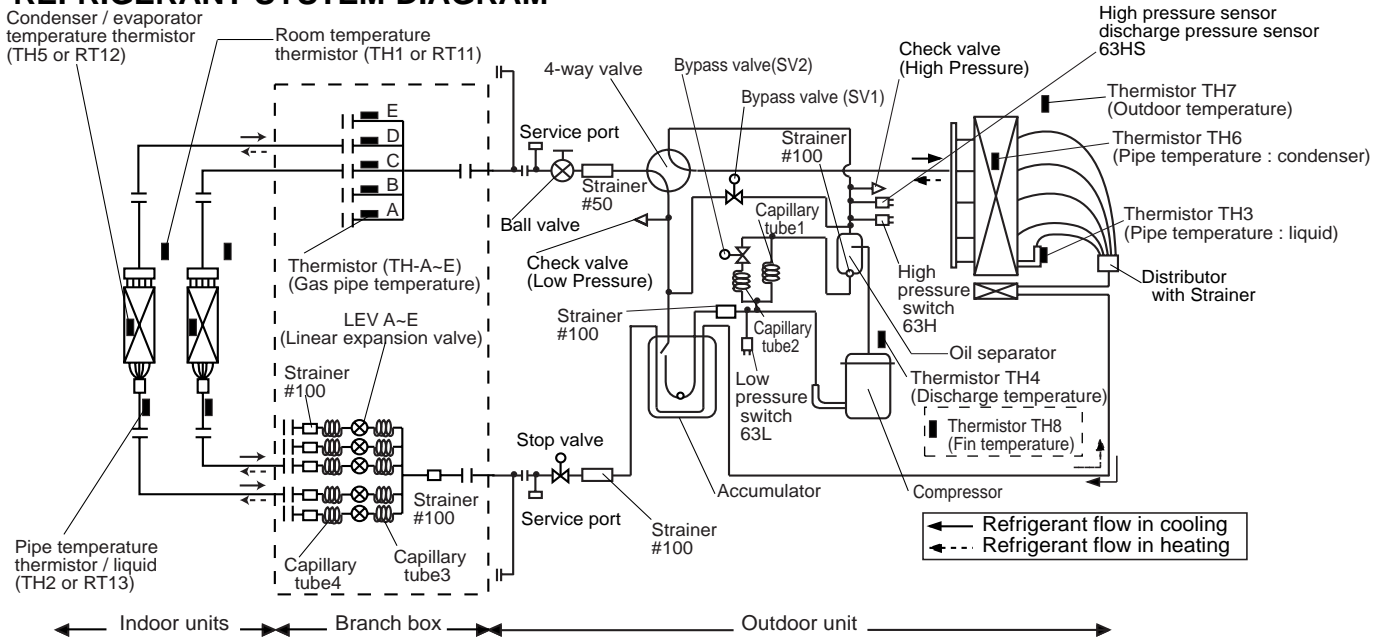 REFRIGERANT SYSTEM DIAGRAM
Condenser / evaporator
temperature thermistor
(TH5 or RT12)
Room temperature
thermistor (TH1 or RT11)
4-way valve
Bypass valve(SV2)
Bypass valve (SV1)
Check valve
(High Pressure)
High pressure sensor
discharge pressure sensor
63HS
Thermistor TH7
(Outdoor temperature)
Thermistor TH6
(Pipe temperature : condenser)
Thermistor TH3
(Pipe temperature : liquid)
Distributor
with Strainer
E
D
C
B
A
Service port
Strainer
#50
Ball valve
Strainer
#100
Capillary
tube1
Check valve
(Low Pressure)
Thermistor (TH-A~E)
(Gas pipe temperature)
High
pressure
switch
63H
LEV A~E
(Linear expansion valve)
Strainer
#100
Capillary
tube2
Oil separator
Strainer
#100
Low
pressure
switch
63L
Thermistor TH4
(Discharge temperature)
Thermistor TH8
(Fin temperature)
Stop valve
Strainer
#100
Service port
Strainer
#100
Accumulator
Compressor
Refrigerant flow in cooling
Refrigerant flow in heating
Pipe temperature
thermistor / liquid
(TH2 or RT13)
Capillary
tube4
Capillary
tube3
Indoor units
Branch box
Outdoor unit